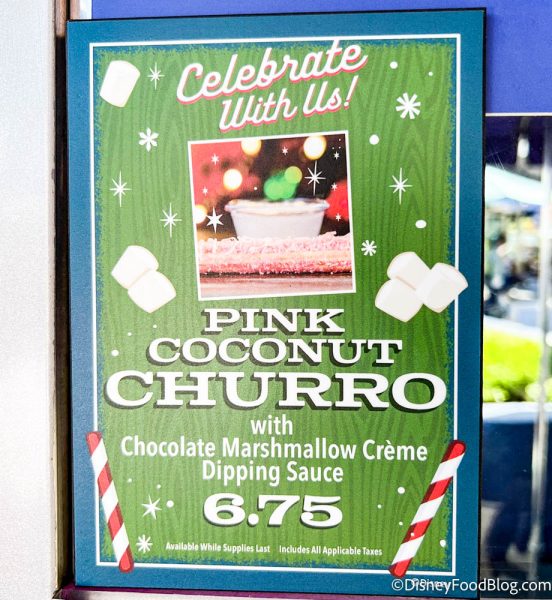 Celebrate
With Us!
PINK
COCONUT
CHURRO
with
Chocolate Marshmallow Crème
Dipping Sauce
6.75
Available While Supplies Last Includes All Applicable Taxes
©Disney
©DisneyFoodBlog.com